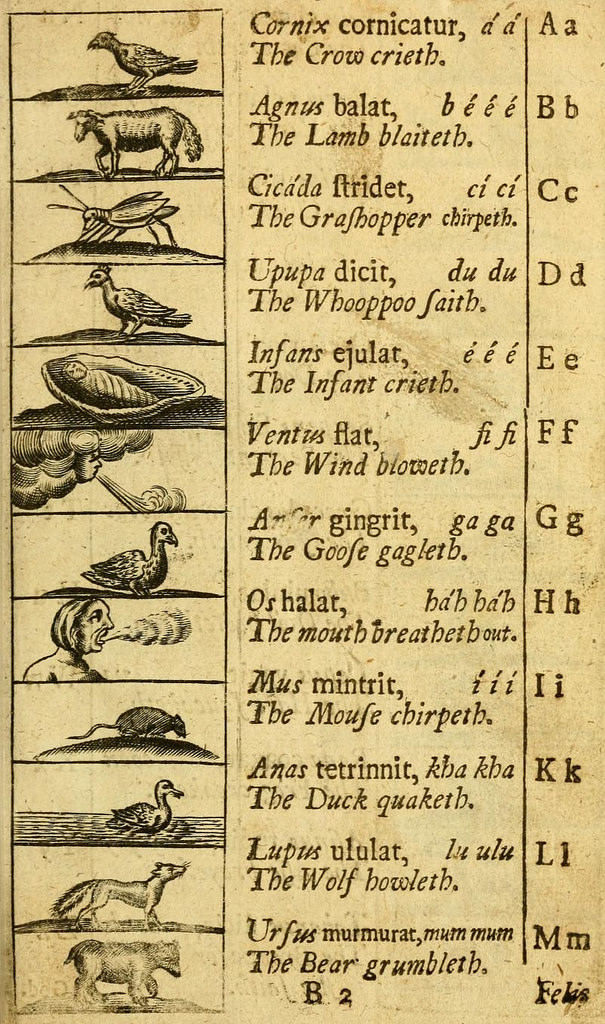 Cornix cornicatur, á á A a
The Crow crieth.
Agnus balat, b é é é B b
The Lamb blaiteth.
Cicáda ſtridet, cí cí C c
The Graſhopper chirpeth.
Upupa dicit, du du D d
The Whooppoo ſaith.
Infans ejulat, é é é E e
The Infant crieth.
Ventus flat, fi fi F f
The Wind bloweth.
gingrit, ga ga G g
The Gooſe gagleth.
Os halat, há'h há'h H h
The mouth breatheth out.
Mus mintrit, í í í I i
The Mouſe chirpeth.
Anas tetrinnit, kha kha K k
The Duck quaketh.
Lupus ululat, lu ulu L l
The Wolf howleth.
Urſus murmurat, mum mum M m
The Bear grumbleth.
B 2 Felis